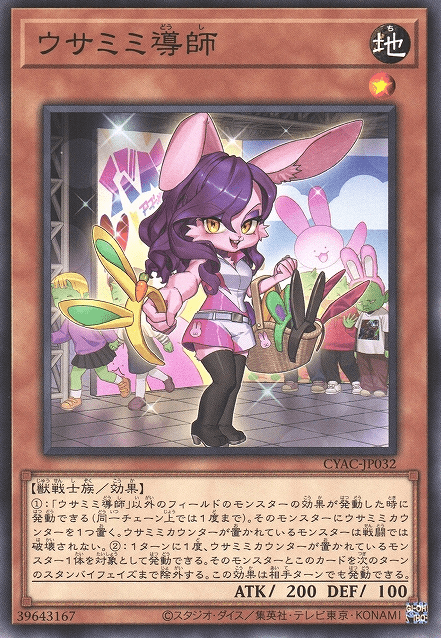 ウサミミ導師
地
CYAC-JP032
【獣戦士族／効果】
①：「ウサミミ導師」以外のフィールドのモンスターの効果が発動した時に
発動できる（同一チェーン上では１度まで）。そのモンスターにウサミミカウ
ンターを１つ置く。ウサミミカウンターが置かれているモンスターは戦闘では
破壊されない。②：１ターンに１度、ウサミミカウンターが置かれているモン
スター１体を対象として発動できる。そのモンスターとこのカードを次のターン
のスタンバイフェイズまで除外する。この効果は相手ターンでも発動できる。
ATK/ 200 DEF/ 100
39643167
©スタジオ・ダイス／集英社・テレビ東京・KONAMI